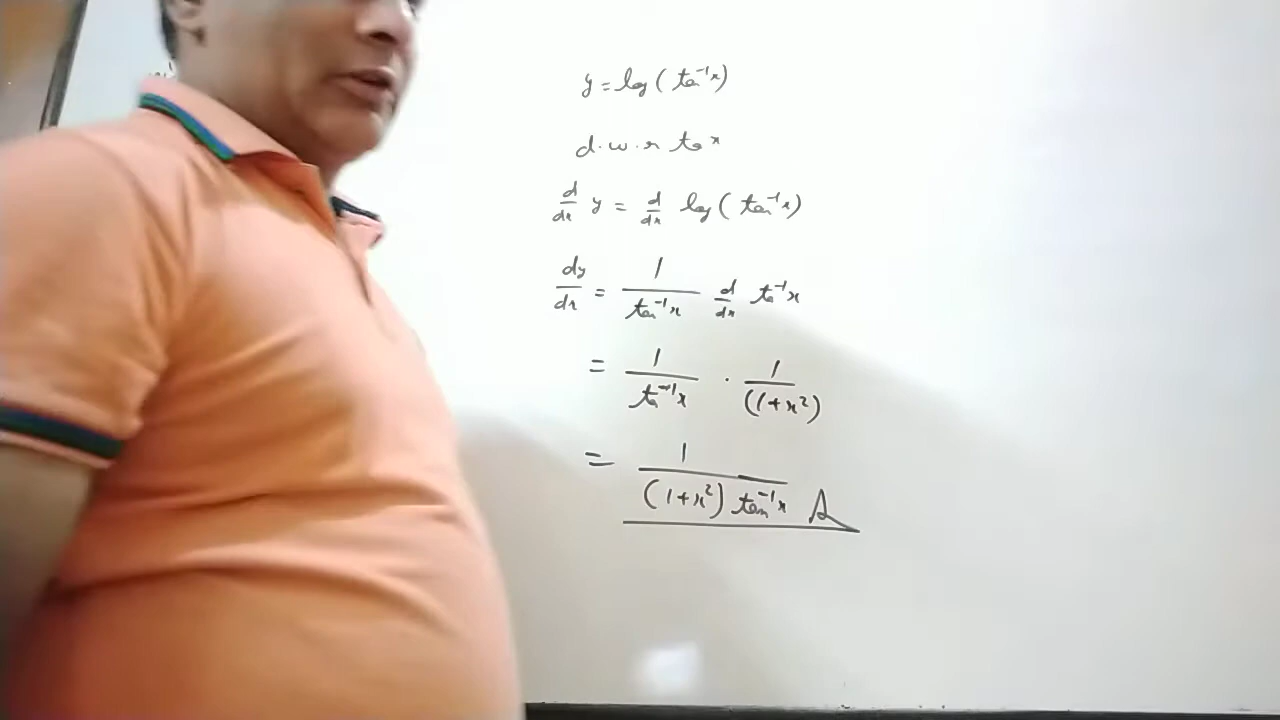 y = log( tan⁻¹x)
d.w.r to x
d/dx y = d/dx log( tan⁻¹x)
dy/dx = 1/tan⁻¹x d/dx tan⁻¹x
= 1/tan⁻¹x · 1/(1+x²)
= 1/(1+x²) tan⁻¹x A